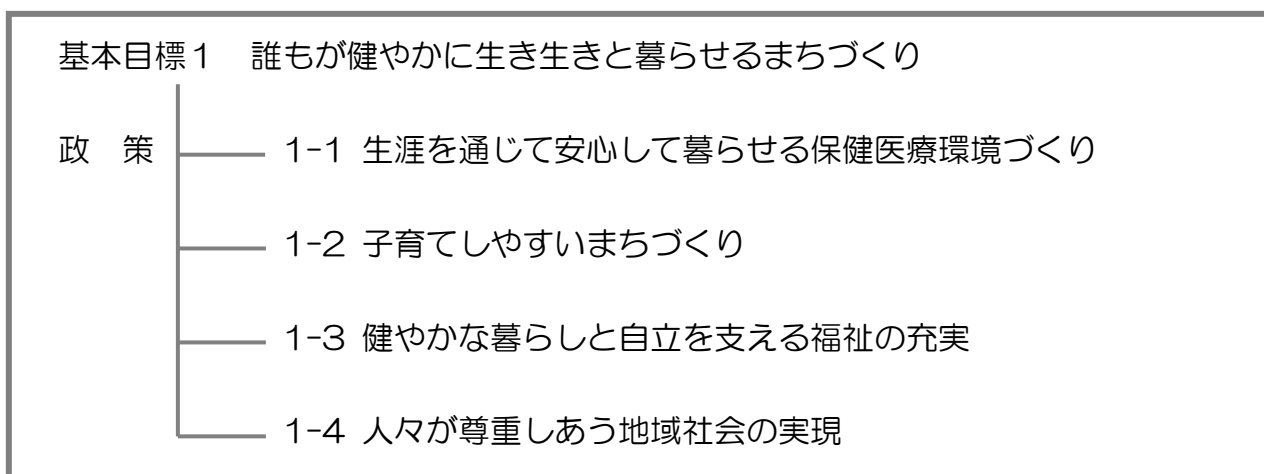 基本目標１　誰もが健やかに生き生きと暮らせるまちづくり
政　策　1-1 生涯を通じて安心して暮らせる保健医療環境づくり
1-2 子育てしやすいまちづくり
1-3 健やかな暮らしと自立を支える福祉の充実
1-4 人々が尊重しあう地域社会の実現